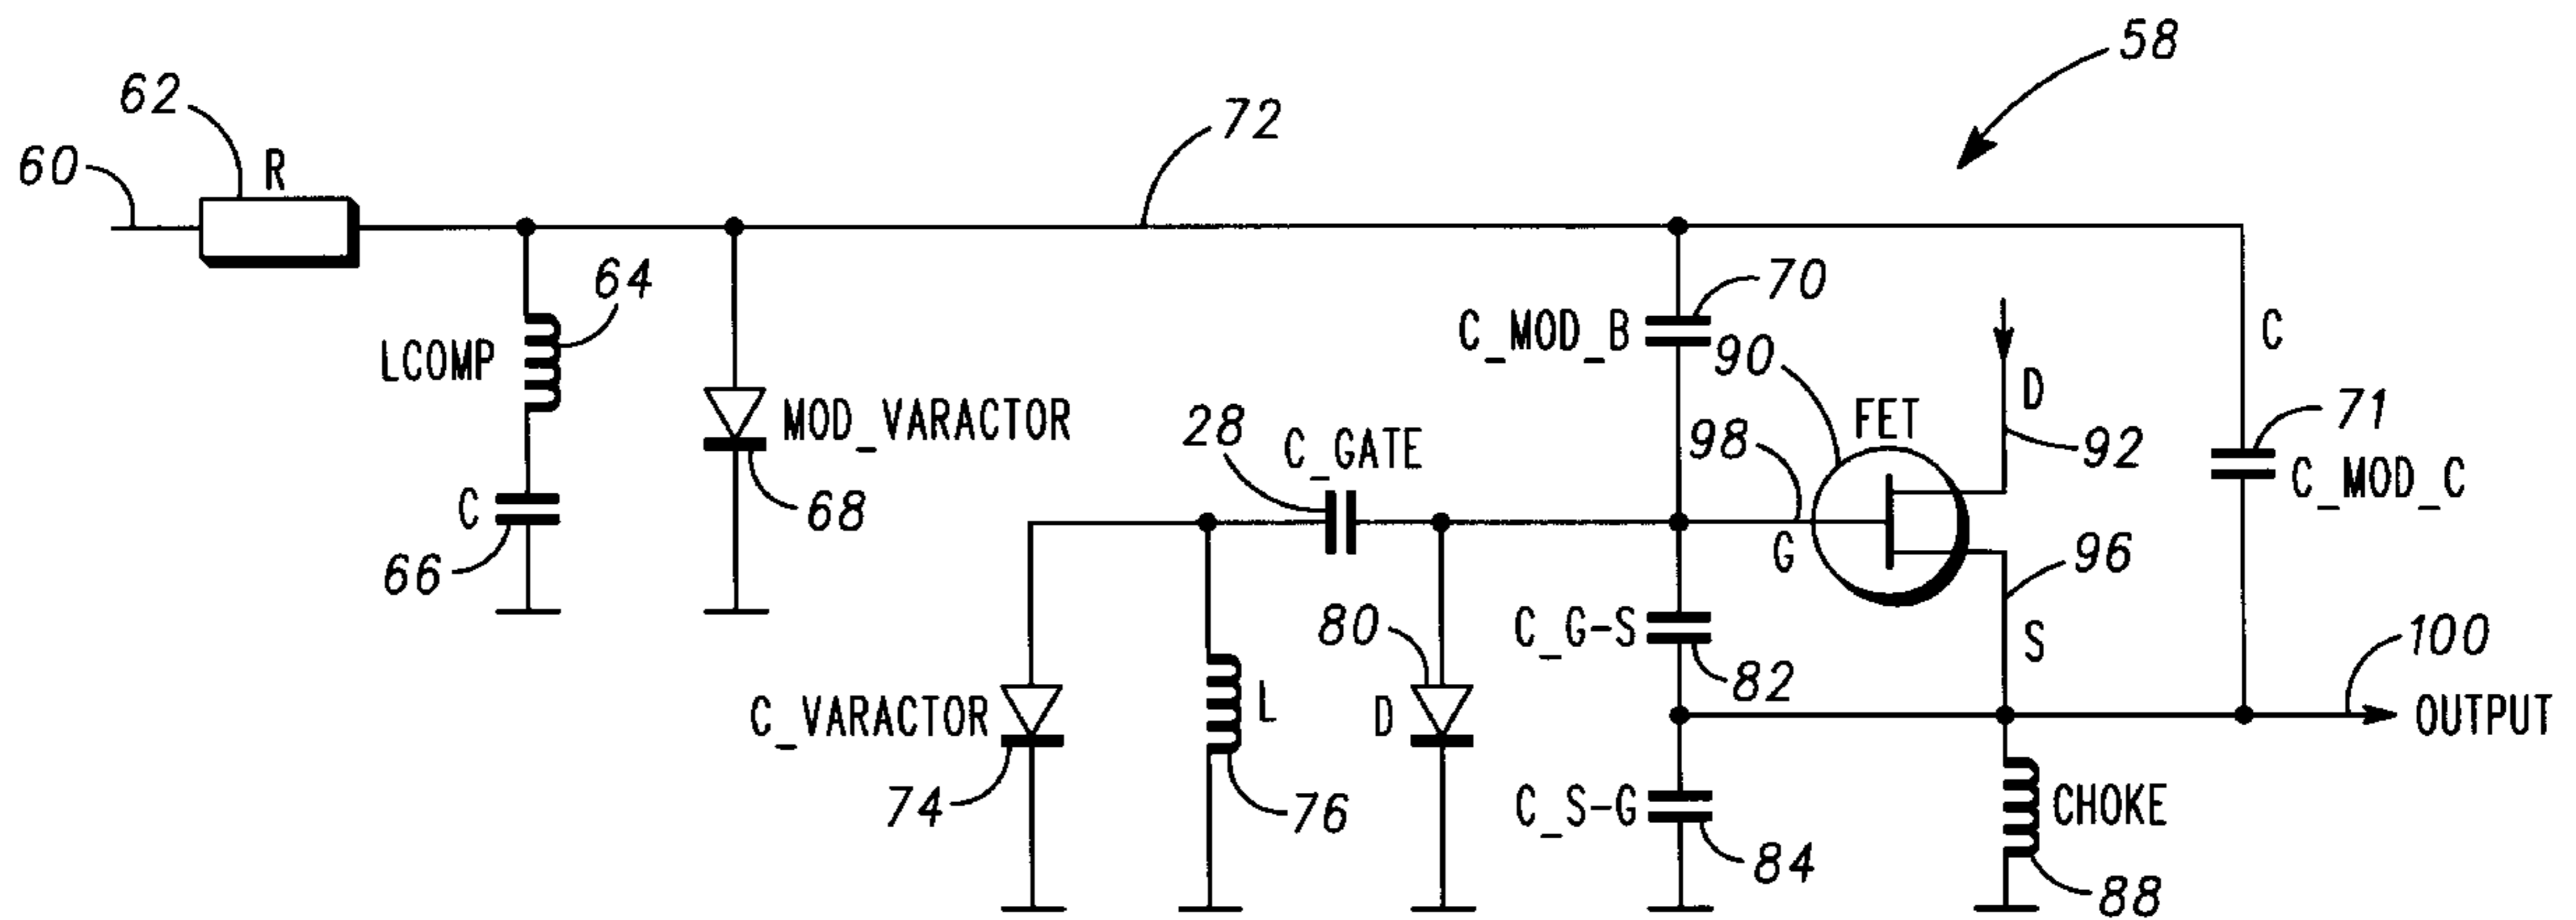 58
62
R
72
60
64
70
LCOMP
C_MOD_B
90
C
D
MOD_VARACTOR
28
C_GATE
98
FET
92
71
C_MOD_C
C
68
66
G
96
80
C_G-S
S
100
82
C_VARACTOR
L
D
OUTPUT
74
76
C_S-G
84
CHOKE
88